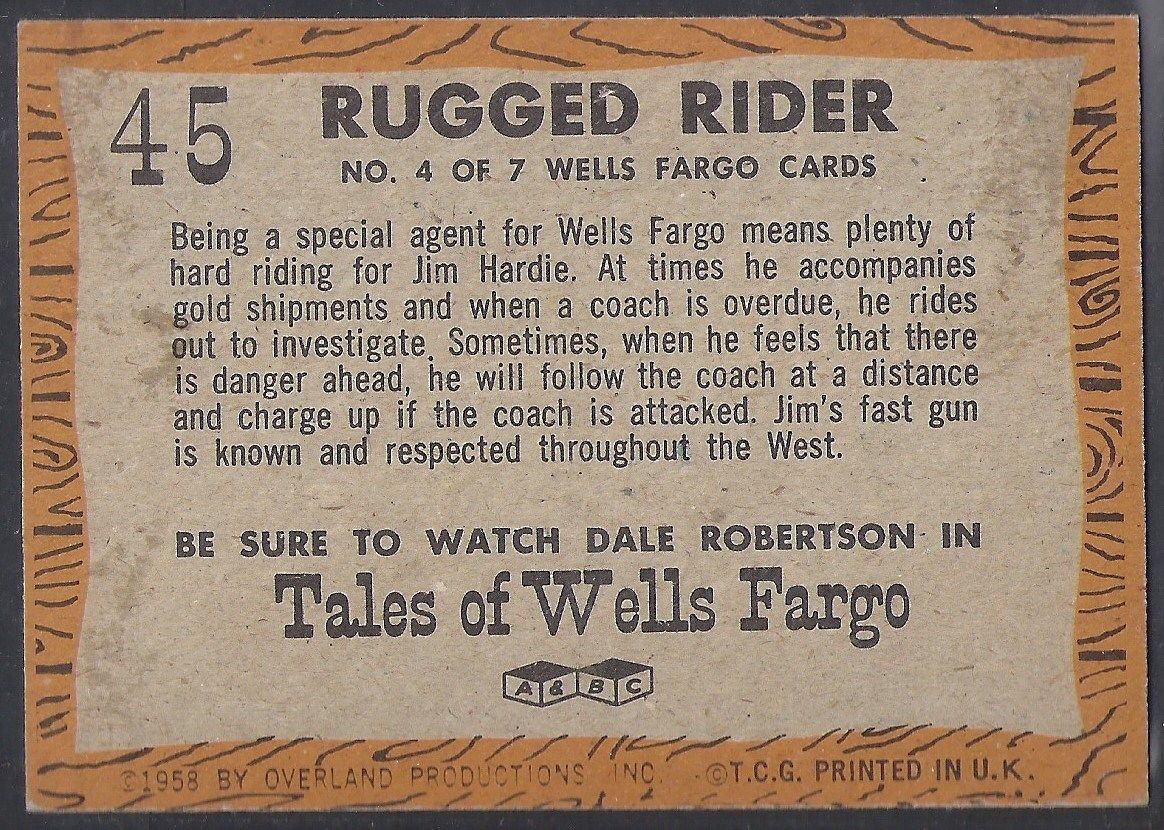 45
RUGGED RIDER
NO. 4 OF 7 WELLS FARGO CARDS
Being a special agent for Wells Fargo means plenty of
hard riding for Jim Hardie. At times he accompanies
gold shipments and when a coach is overdue, he rides
out to investigate. Sometimes, when he feels that there
is danger ahead, he will follow the coach at a distance
and charge up if the coach is attacked. Jim's fast gun
is known and respected throughout the West.
BE SURE TO WATCH DALE ROBERTSON IN
Tales of Wells Fargo
A & B C
©1958 BY OVERLAND PRODUCTIONS INC. ©T.C.G. PRINTED IN U.K.